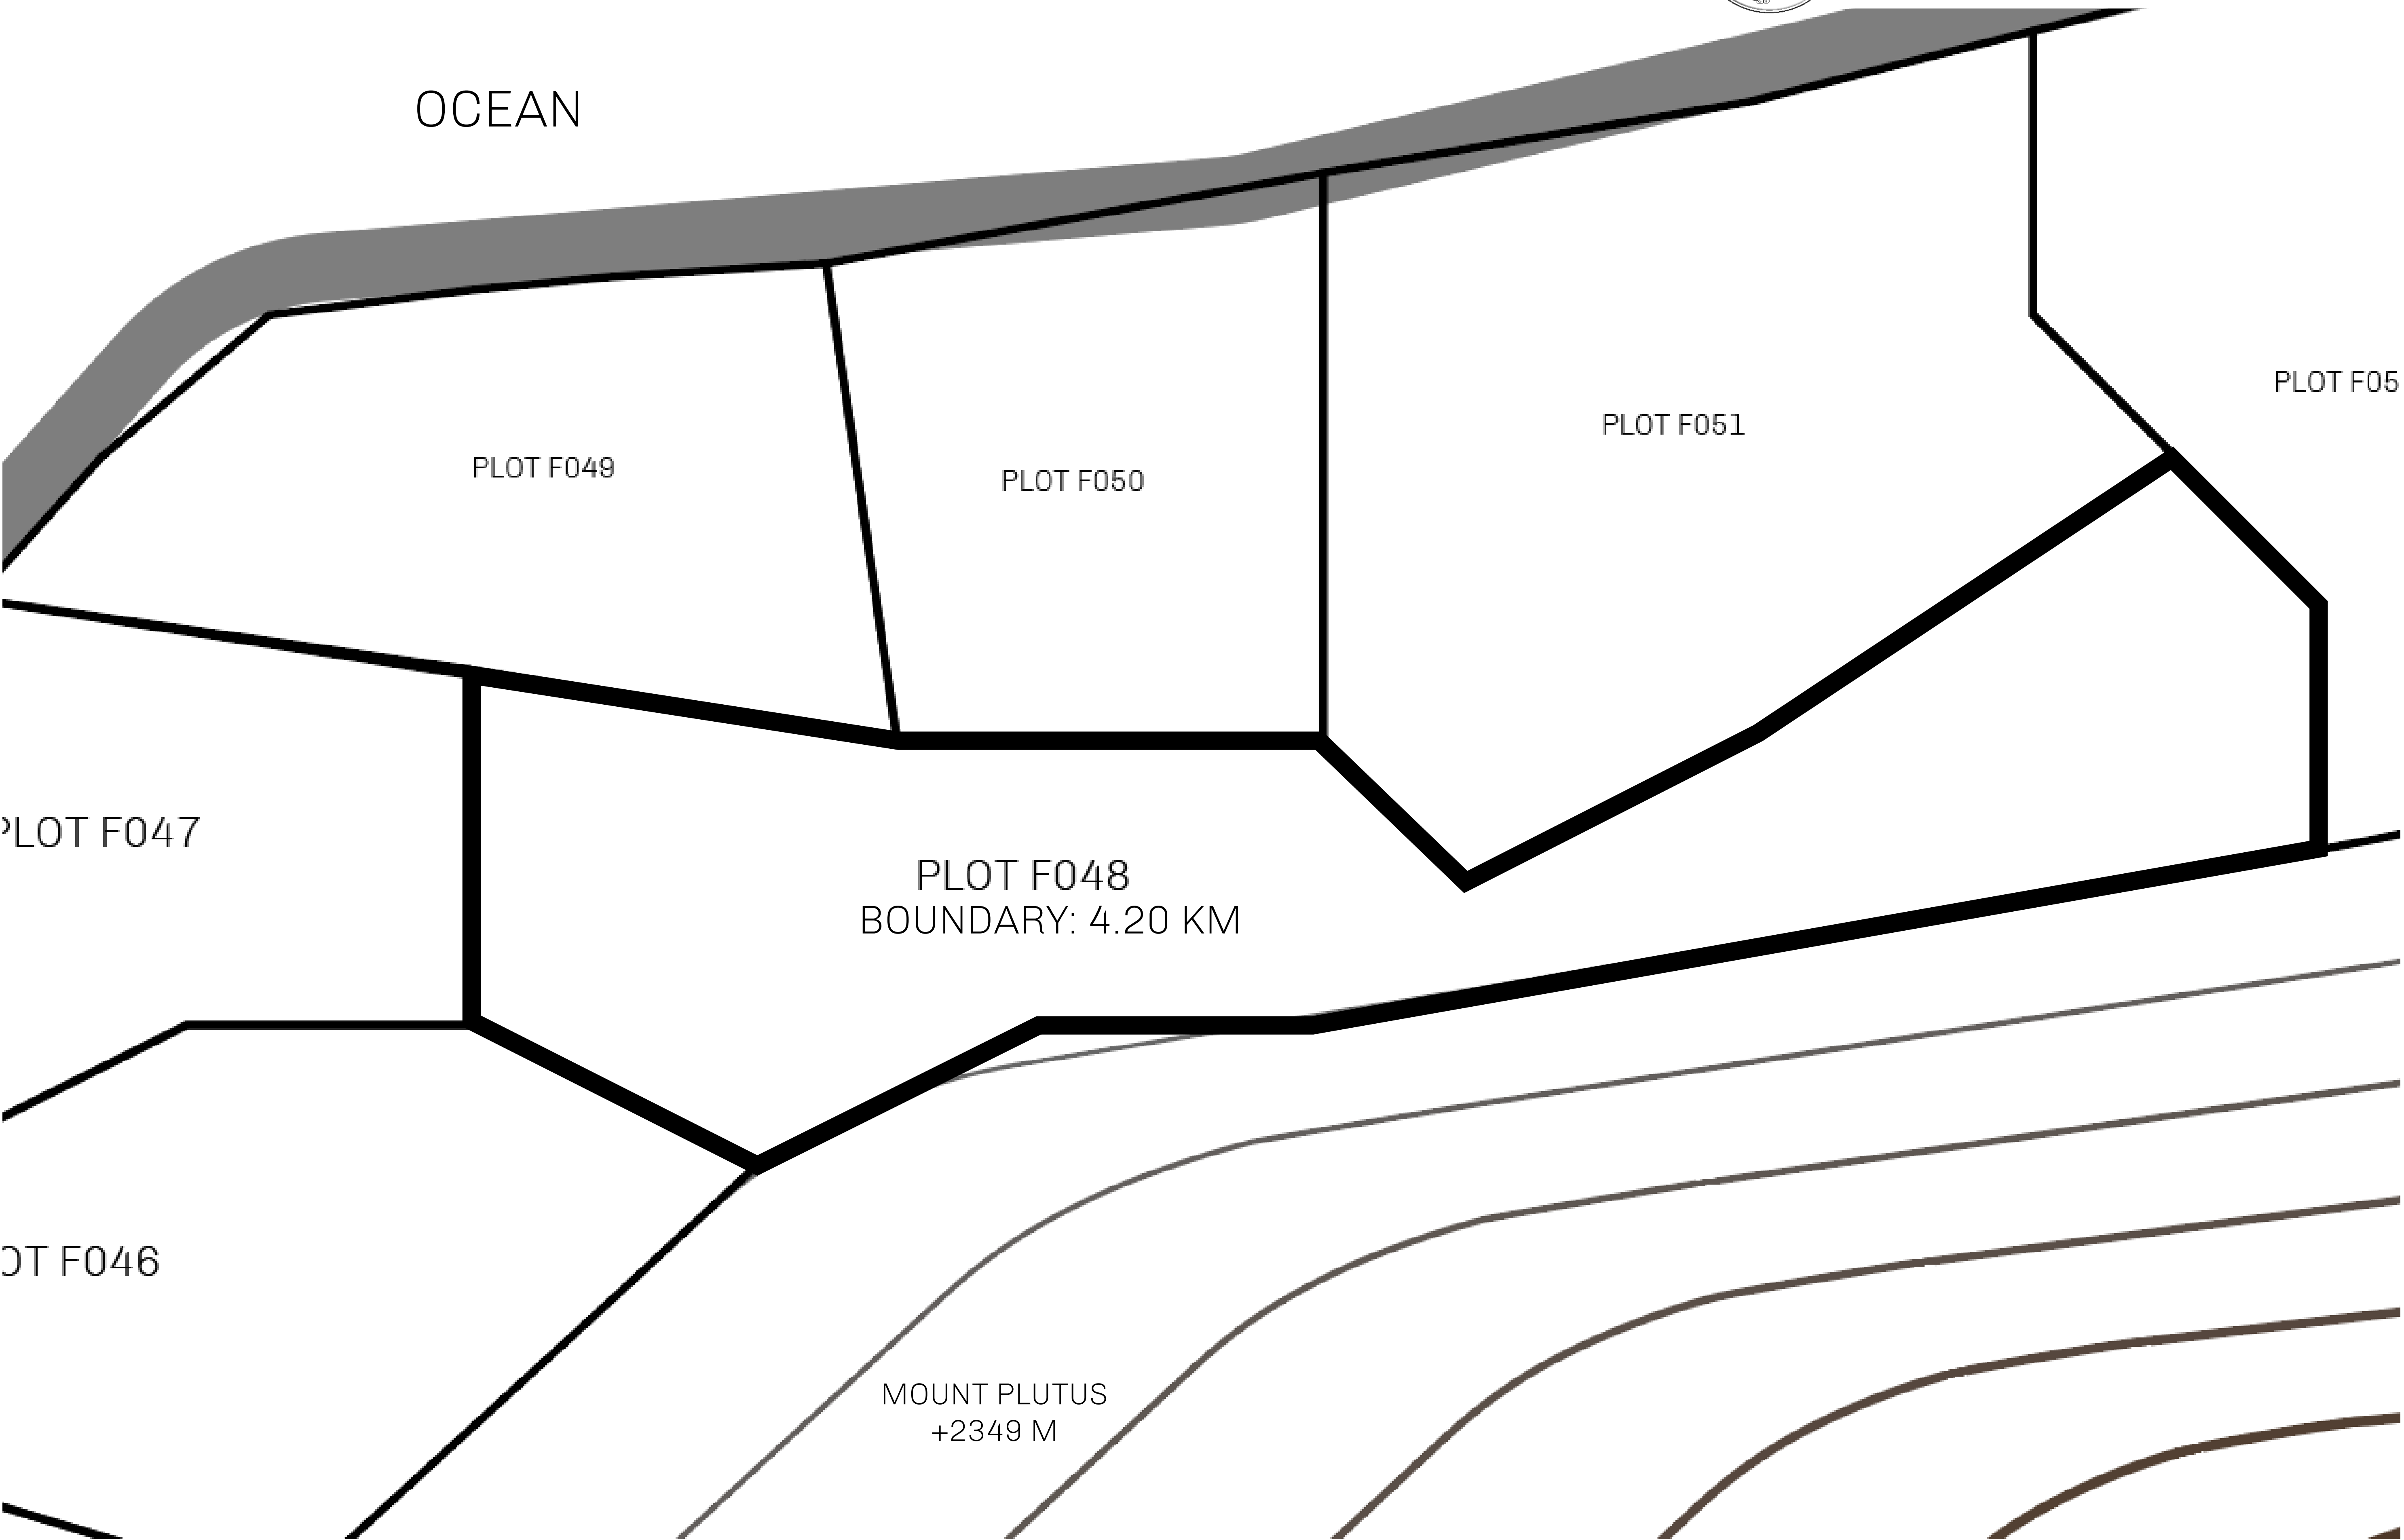 OCEAN
PLOT F05
PLOT F051
PLOT F049
PLOT F050
PLOT F047
PLOT F048
BOUNDARY: 4.20 KM
OT F046
MOUNT PLUTUS
+2349 M